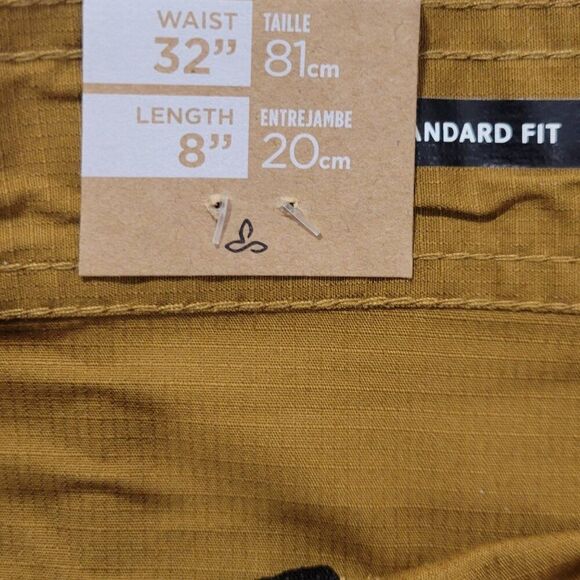 WAIST
32”
TAILLE
81cm
LENGTH
8”
ENTREJAMBE
20cm
ANDARD FIT